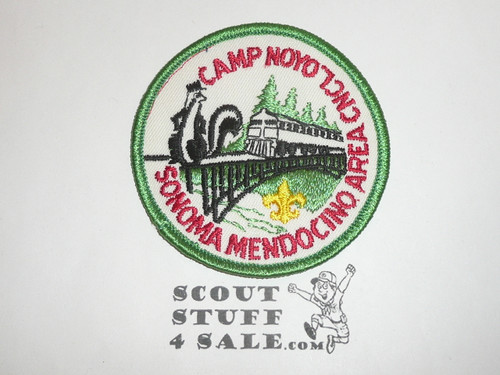 CAMP NOYO
SONOMA MENDOCINO AREA CNCL.
SCOUT
STUFF
4 SALE.com